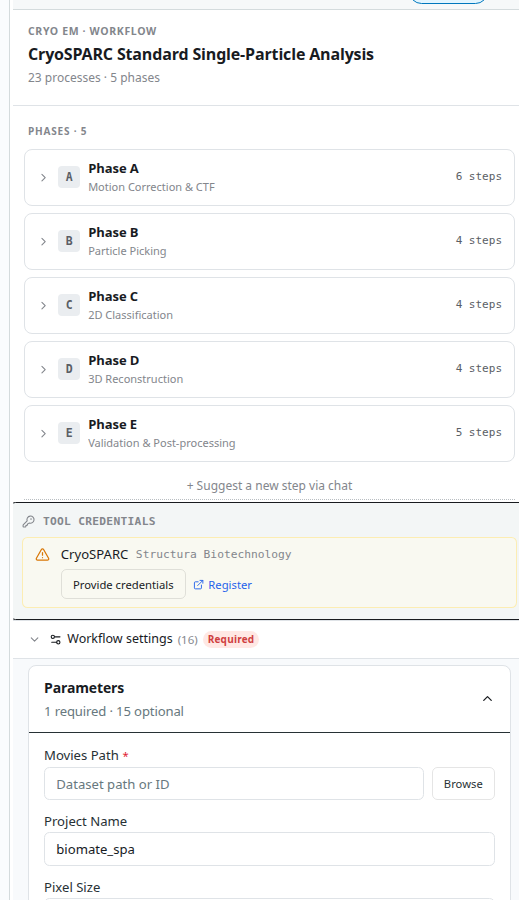 CRYO EM · WORKFLOW
CryoSPARC Standard Single-Particle Analysis
23 processes · 5 phases
PHASES · 5
A Phase A 6 steps
Motion Correction & CTF
B Phase B 4 steps
Particle Picking
C Phase C 4 steps
2D Classification
D Phase D 4 steps
3D Reconstruction
E Phase E 5 steps
Validation & Post-processing
+ Suggest a new step via chat
TOOL CREDENTIALS
CryoSPARC Structura Biotechnology
Provide credentials Register
Workflow settings (16) Required
Parameters
1 required · 15 optional
Movies Path *
Dataset path or ID Browse
Project Name
biomate_spa
Pixel Size